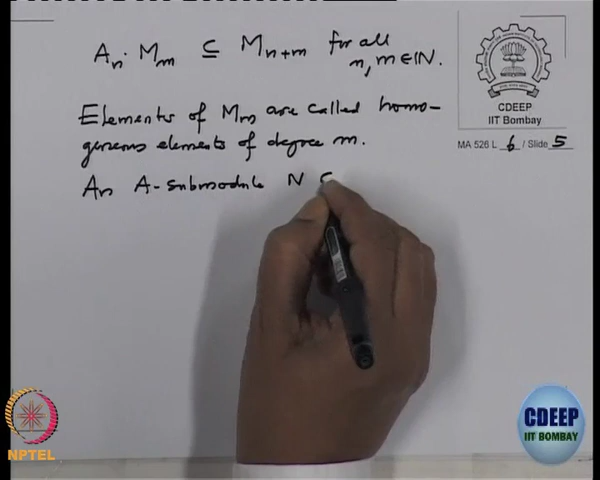 Aₙ · Mₘ ⊆ Mₙ₊ₘ for all n, m ∈ ℕ.
Elements of Mₘ are called homo-
geneous elements of degree m.
An A-submodule N
CDEEP
IIT Bombay
MA 526 L 6 / Slide 5
NPTEL
CDEEP
IIT BOMBAY